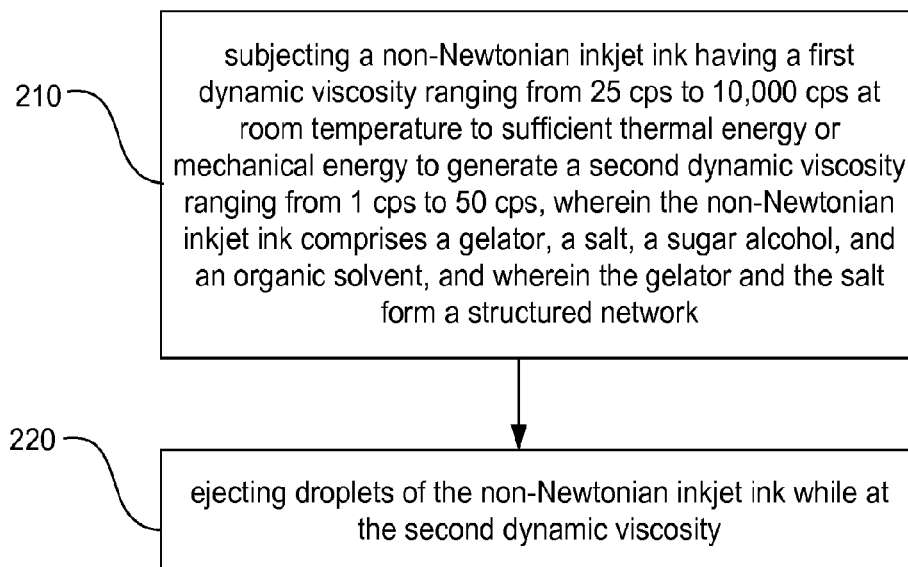 210
subjecting a non-Newtonian inkjet ink having a first
dynamic viscosity ranging from 25 cps to 10,000 cps at
room temperature to sufficient thermal energy or
mechanical energy to generate a second dynamic viscosity
ranging from 1 cps to 50 cps, wherein the non-Newtonian
inkjet ink comprises a gelator, a salt, a sugar alcohol, and
an organic solvent, and wherein the gelator and the salt
form a structured network
220
ejecting droplets of the non-Newtonian inkjet ink while at
the second dynamic viscosity